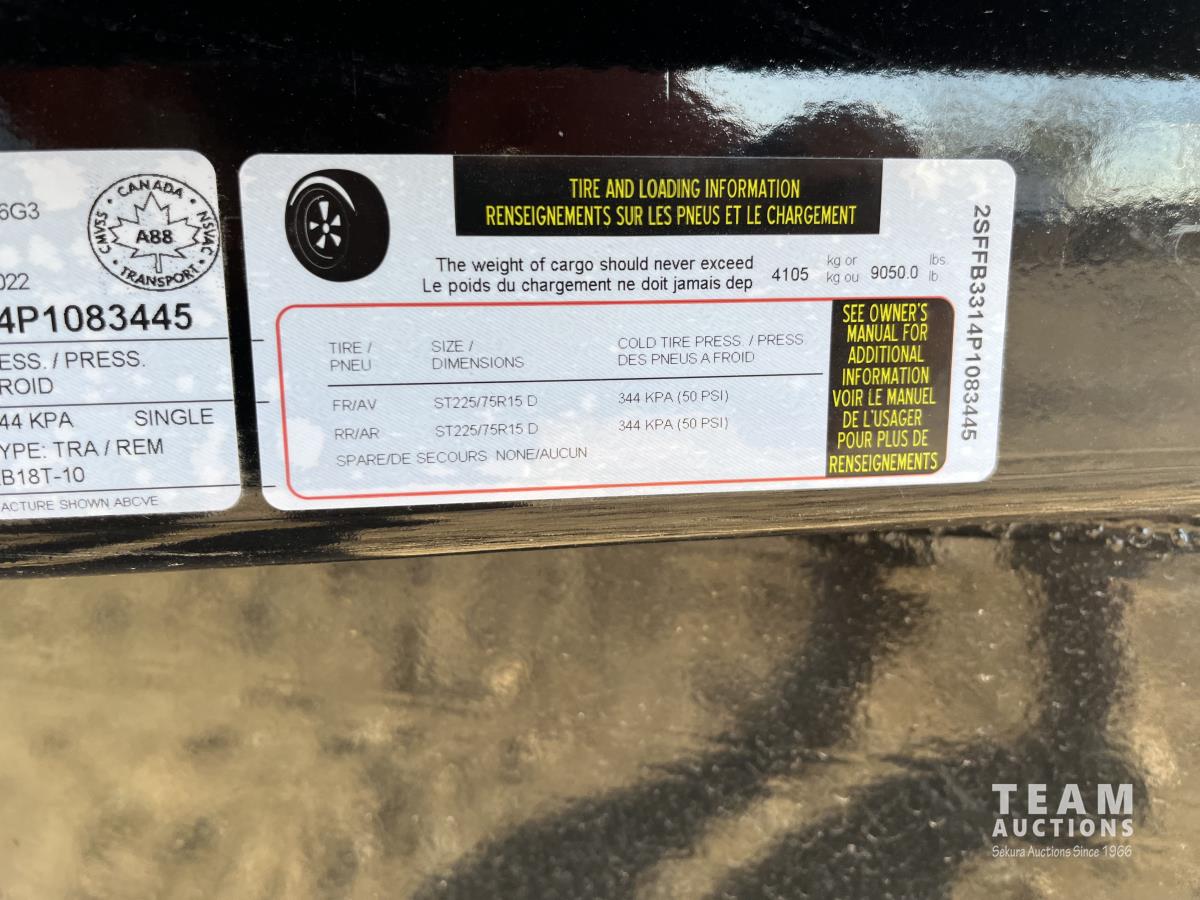 6G3
CANADA
CMVSS
NSVAC
A88
TRANSPORT
022
4P1083445
ESS. / PRESS.
ROID
44 KPA SINGLE
YPE: TRA / REM
B18T-10
ACTURE SHOWN ABOVE
TIRE AND LOADING INFORMATION
RENSEIGNEMENTS SUR LES PNEUS ET LE CHARGEMENT
The weight of cargo should never exceed
Le poids du chargement ne doit jamais dep
4105 kg or 9050.0 lbs.
kg ou lb.
TIRE / SIZE / COLD TIRE PRESS. / PRESS
PNEU DIMENSIONS DES PNEUS A FROID
FR/AV ST225/75R15 D 344 KPA (50 PSI)
RR/AR ST225/75R15 D 344 KPA (50 PSI)
SPARE/DE SECOURS NONE/AUCUN
SEE OWNER'S
MANUAL FOR
ADDITIONAL
INFORMATION
VOIR LE MANUEL
DE L'USAGER
POUR PLUS DE
RENSEIGNEMENTS
2SFFB3314P1083445
TEAM
AUCTIONS
Sekura Auctions Since 1966